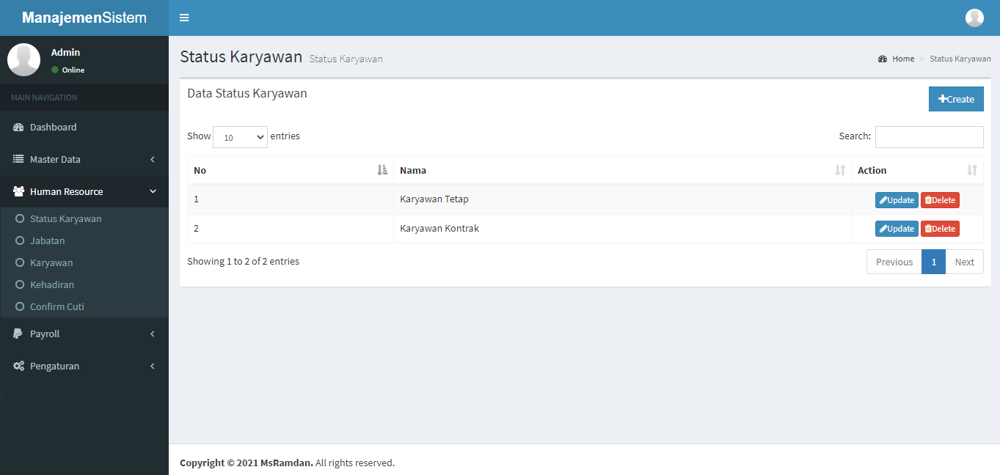 ManajemenSistem
Admin
Online
MAIN NAVIGATION
Dashboard
Master Data
Human Resource
Status Karyawan
Jabatan
Karyawan
Kehadiran
Confirm Cuti
Payroll
Pengaturan
Status Karyawan Status Karyawan
Home > Status Karyawan
Data Status Karyawan
Create
Show 10 entries
Search:
No Nama Action
1 Karyawan Tetap Update Delete
2 Karyawan Kontrak Update Delete
Showing 1 to 2 of 2 entries
Previous 1 Next
Copyright © 2021 MsRamdan. All rights reserved.